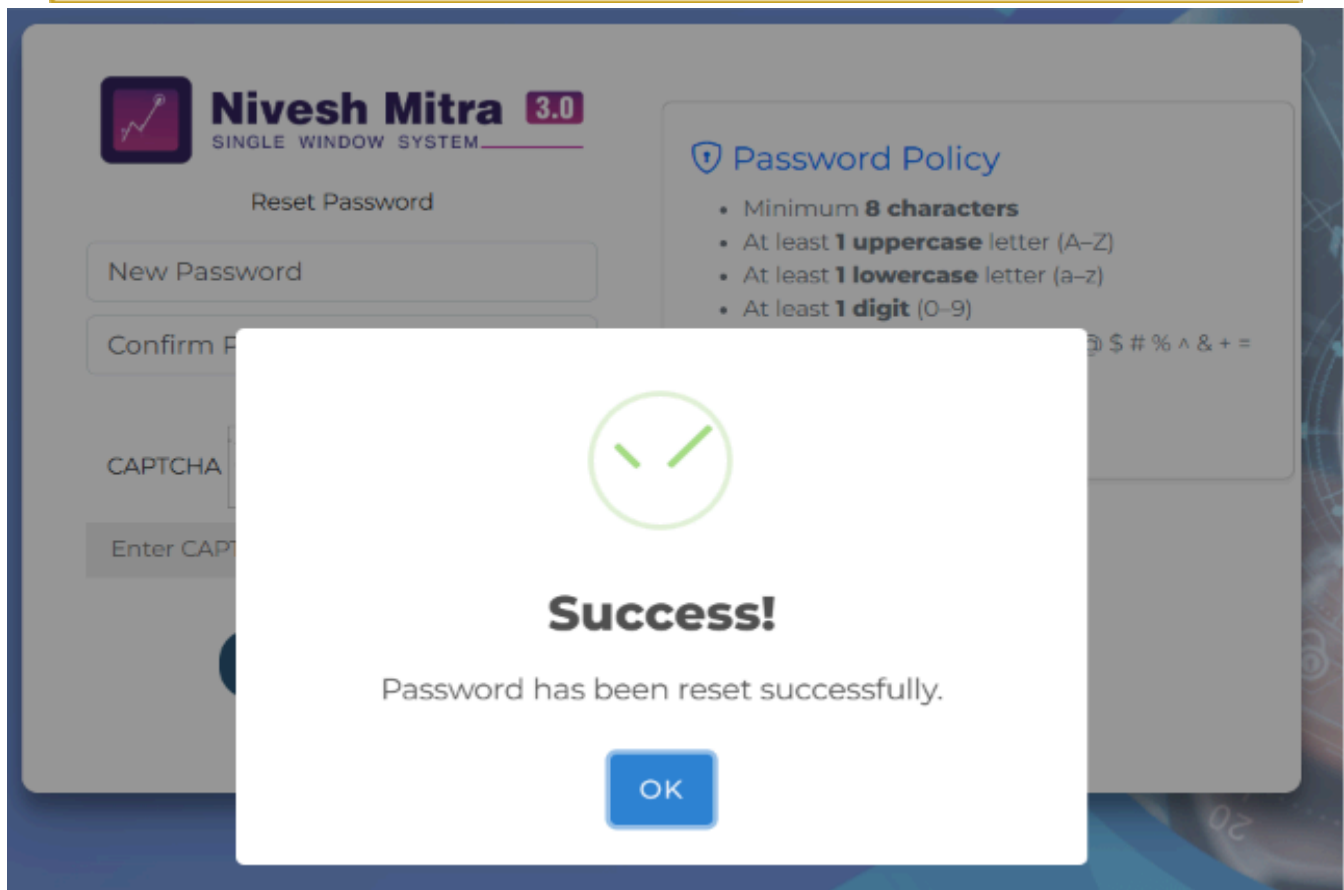 Nivesh Mitra 3.0
SINGLE WINDOW SYSTEM
Reset Password
New Password
Confirm P
CAPTCHA
Enter CAPT
Password Policy
• Minimum 8 characters
• At least 1 uppercase letter (A–Z)
• At least 1 lowercase letter (a–z)
• At least 1 digit (0–9)
@ $ # % ^ & + =
Success!
Password has been reset successfully.
OK
20